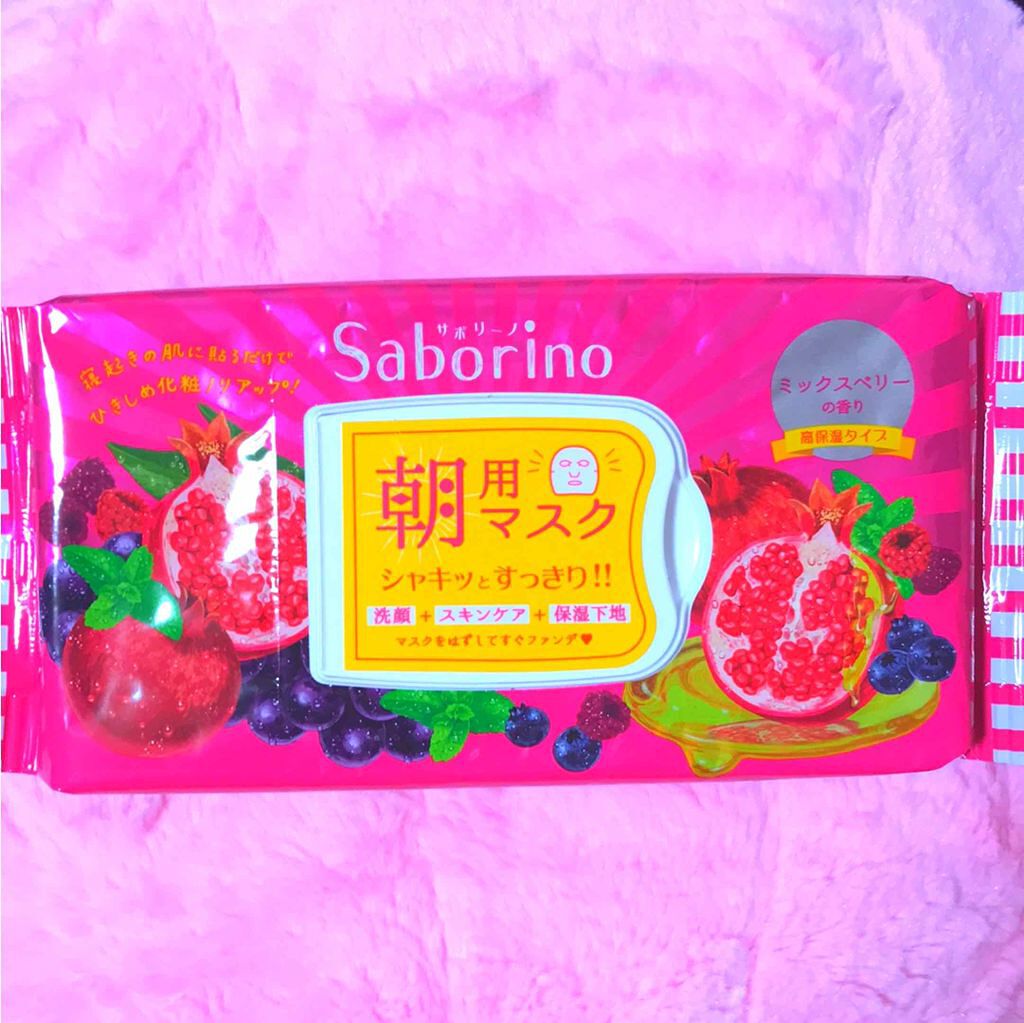 サボリーノ
Saborino
寝起きの肌に貼るだけで
ひきしめ化粧ノリアップ!
ミックスベリー
の香り
高保湿タイプ
朝用
マスク
シャキッとすっきり!!
洗顔+スキンケア+保湿下地
マスクをはずしてすぐファンデ♥